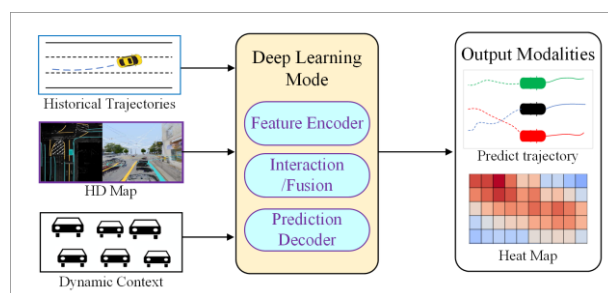 Historical Trajectories
HD Map
Dynamic Context
Deep Learning
Mode
Feature Encoder
Interaction
/Fusion
Prediction
Decoder
Output Modalities
Predict trajectory
Heat Map